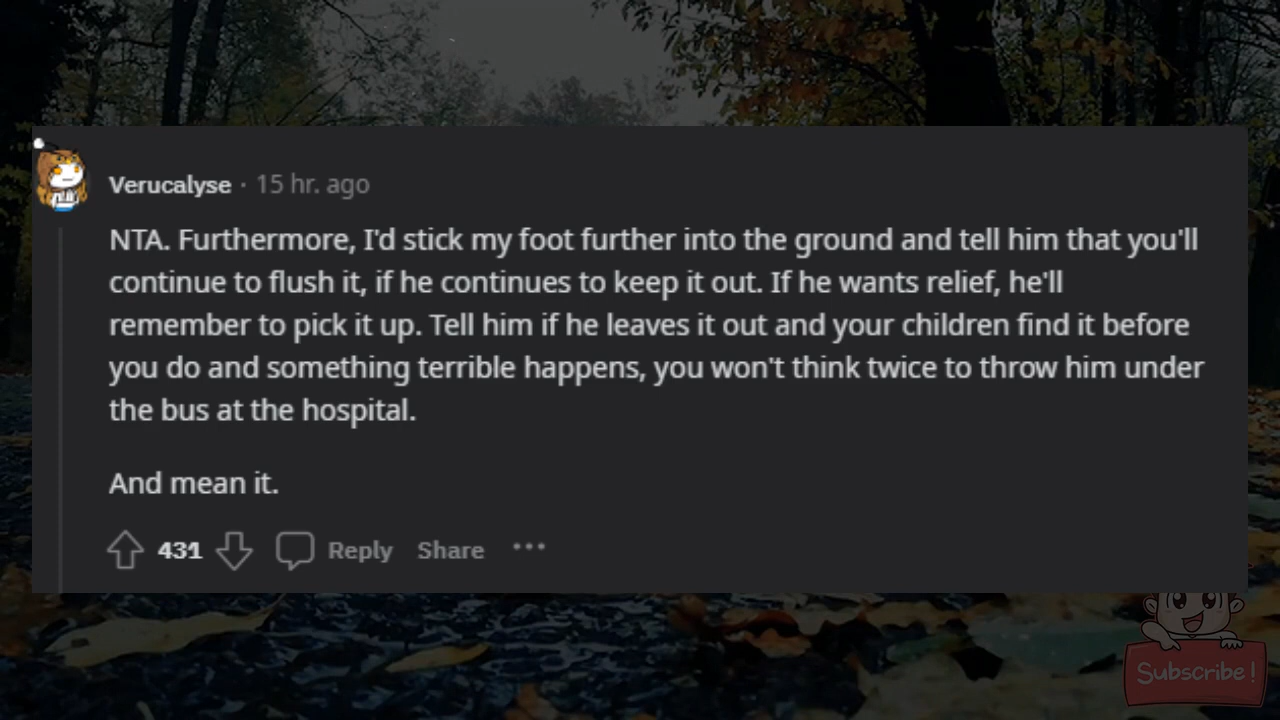 Verucalyse · 15 hr. ago
NTA. Furthermore, I'd stick my foot further into the ground and tell him that you'll
continue to flush it, if he continues to keep it out. If he wants relief, he'll
remember to pick it up. Tell him if he leaves it out and your children find it before
you do and something terrible happens, you won't think twice to throw him under
the bus at the hospital.
And mean it.
431 Reply Share ···
Subscribe!